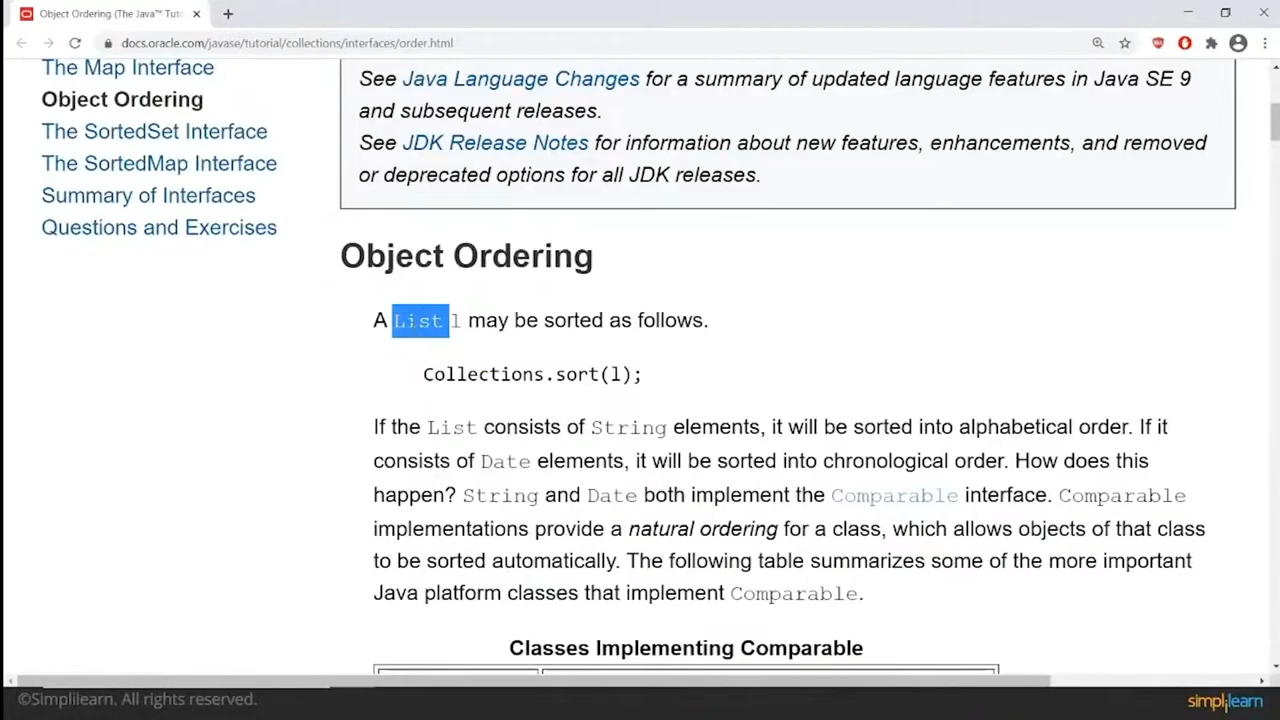 Object Ordering (The Java™ Tut
docs.oracle.com/javase/tutorial/collections/interfaces/order.html
The Map Interface
Object Ordering
The SortedSet Interface
The SortedMap Interface
Summary of Interfaces
Questions and Exercises
See Java Language Changes for a summary of updated language features in Java SE 9
and subsequent releases.
See JDK Release Notes for information about new features, enhancements, and removed
or deprecated options for all JDK releases.
Object Ordering
A List l may be sorted as follows.
Collections.sort(l);
If the List consists of String elements, it will be sorted into alphabetical order. If it
consists of Date elements, it will be sorted into chronological order. How does this
happen? String and Date both implement the Comparable interface. Comparable
implementations provide a natural ordering for a class, which allows objects of that class
to be sorted automatically. The following table summarizes some of the more important
Java platform classes that implement Comparable.
Classes Implementing Comparable
©Simplilearn. All rights reserved.
simplilearn